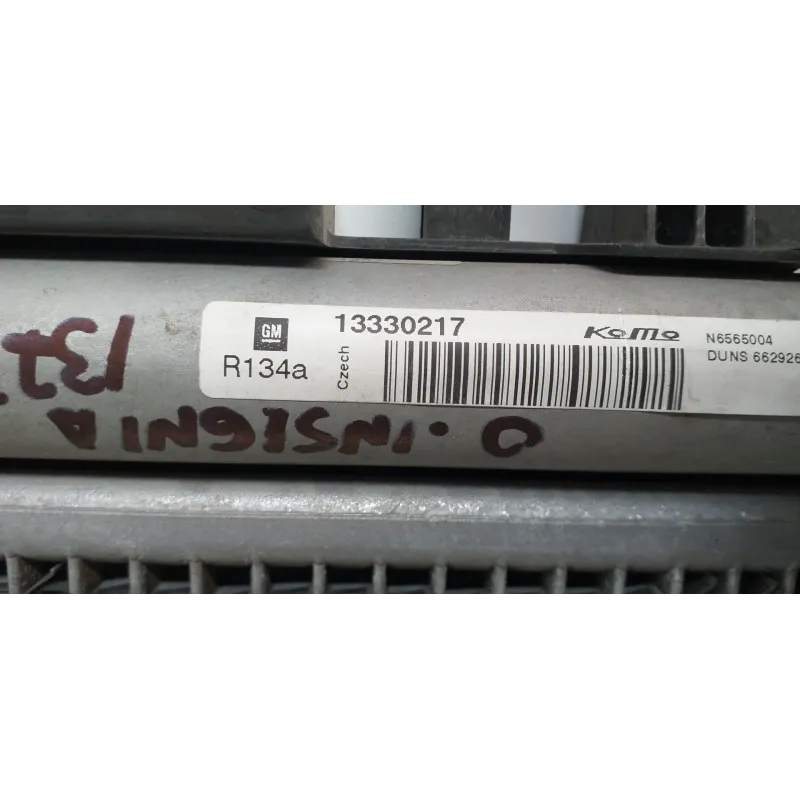 GM 13330217 KoMo N6565004
R134a Czech DUNS 662926
O.INSIGNIA